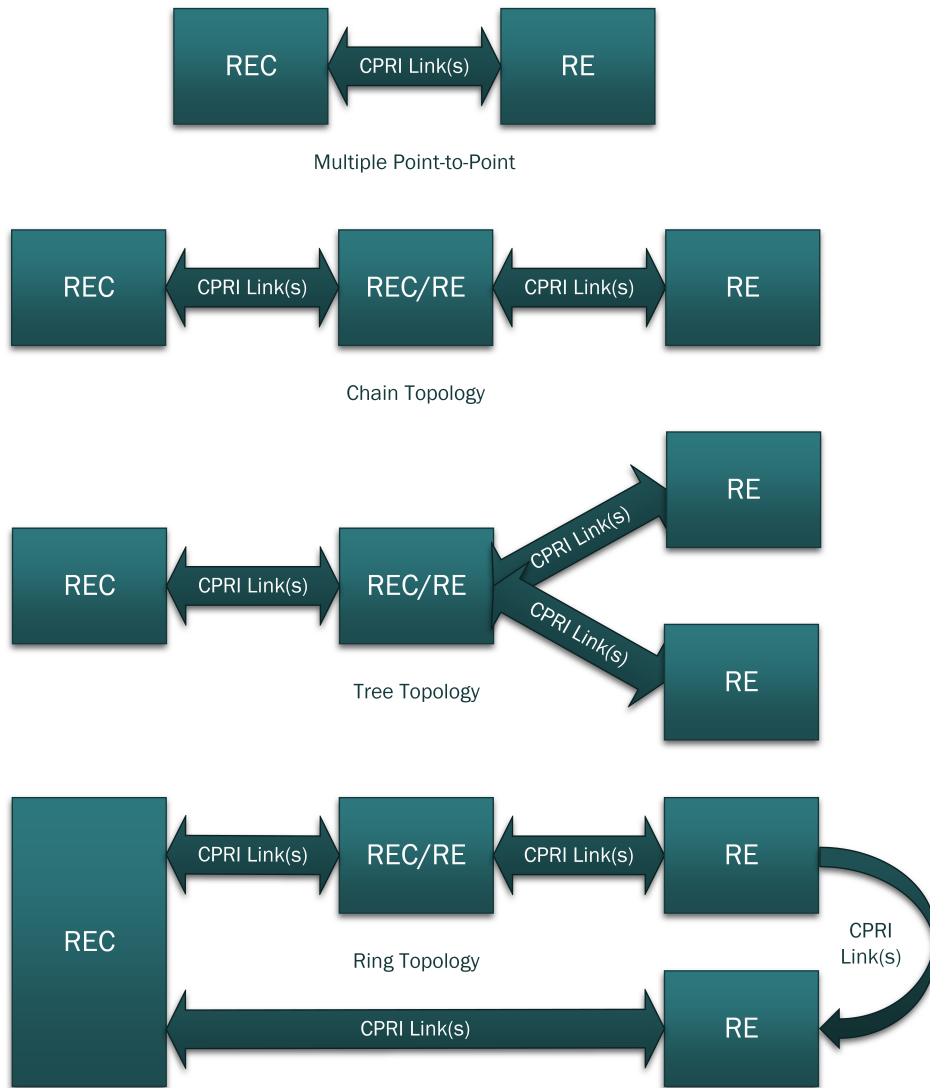 REC
CPRI Link(s)
RE
Multiple Point-to-Point
REC
CPRI Link(s)
REC/RE
CPRI Link(s)
RE
Chain Topology
RE
CPRI Link(s)
REC
CPRI Link(s)
REC/RE
CPRI Link(s)
RE
Tree Topology
CPRI Link(s)
REC/RE
CPRI Link(s)
RE
REC
CPRI
Link(s)
Ring Topology
CPRI Link(s)
RE